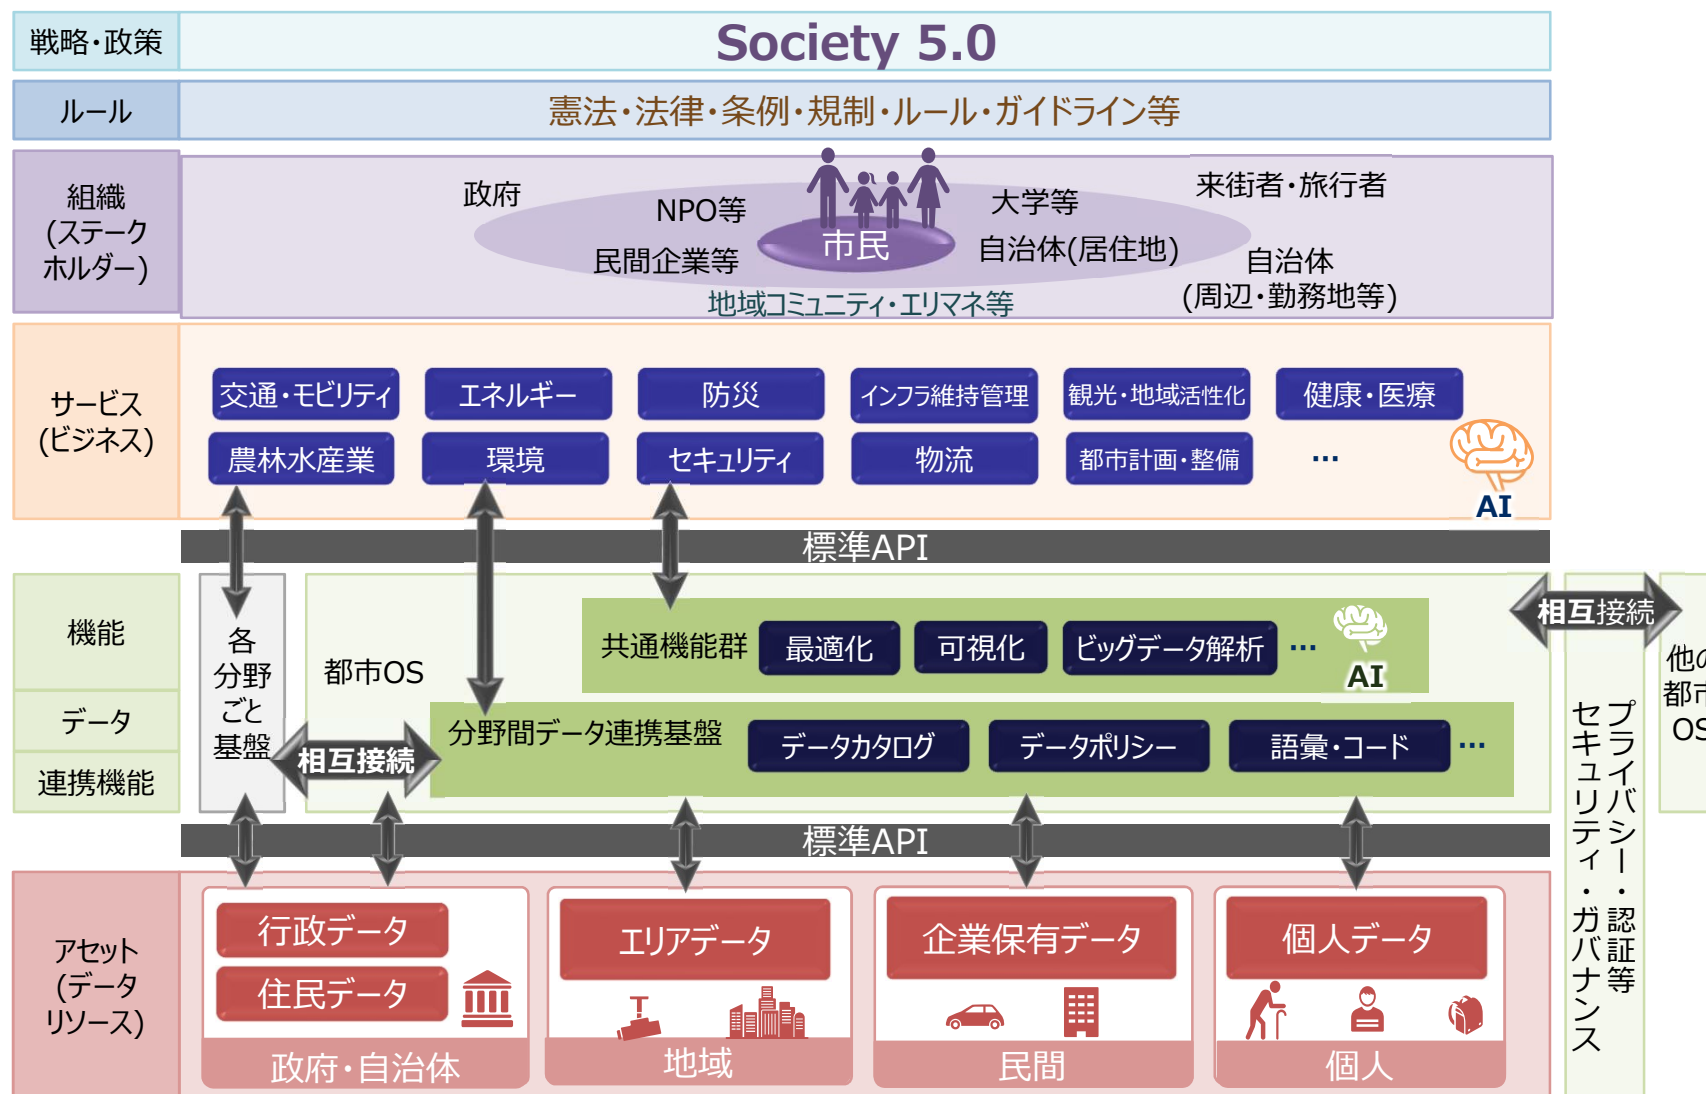 戦略・政策
Society 5.0
ルール
憲法・法律・条例・規制・ルール・ガイドライン等
組織
(ステーク
ホルダー)
政府
NPO等
民間企業等
市民
大学等
自治体(居住地)
来街者・旅行者
自治体
(周辺・勤務地等)
地域コミュニティ・エリマネ等
サービス
(ビジネス)
交通・モビリティ
エネルギー
防災
インフラ維持管理
観光・地域活性化
健康・医療
農林水産業
環境
セキュリティ
物流
都市計画・整備
…
AI
標準API
機能
データ
連携機能
各
分野
ごと
基盤
都市OS
共通機能群
最適化
可視化
ビッグデータ解析
…
AI
相互接続
分野間データ連携基盤
データカタログ
データポリシー
語彙・コード
…
相互接続
プライバシー・認証等
セキュリティ・ガバナンス
他の
都市
OS
標準API
アセット
(データ
リソース)
行政データ
住民データ
政府・自治体
エリアデータ
地域
企業保有データ
民間
個人データ
個人